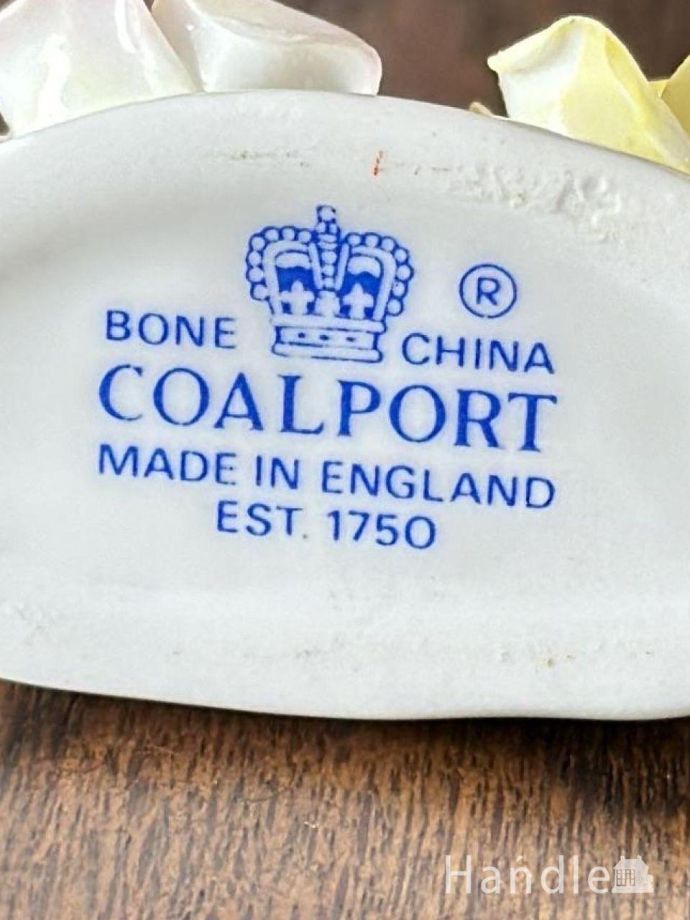 BONE CHINA ®
COALPORT
MADE IN ENGLAND
EST. 1750
Handle